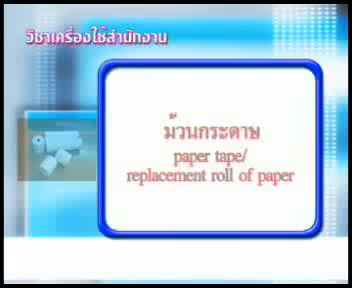 วิชาเครื่องใช้สำนักงาน
ม้วนกระดาษ
paper tape/
replacement roll of paper